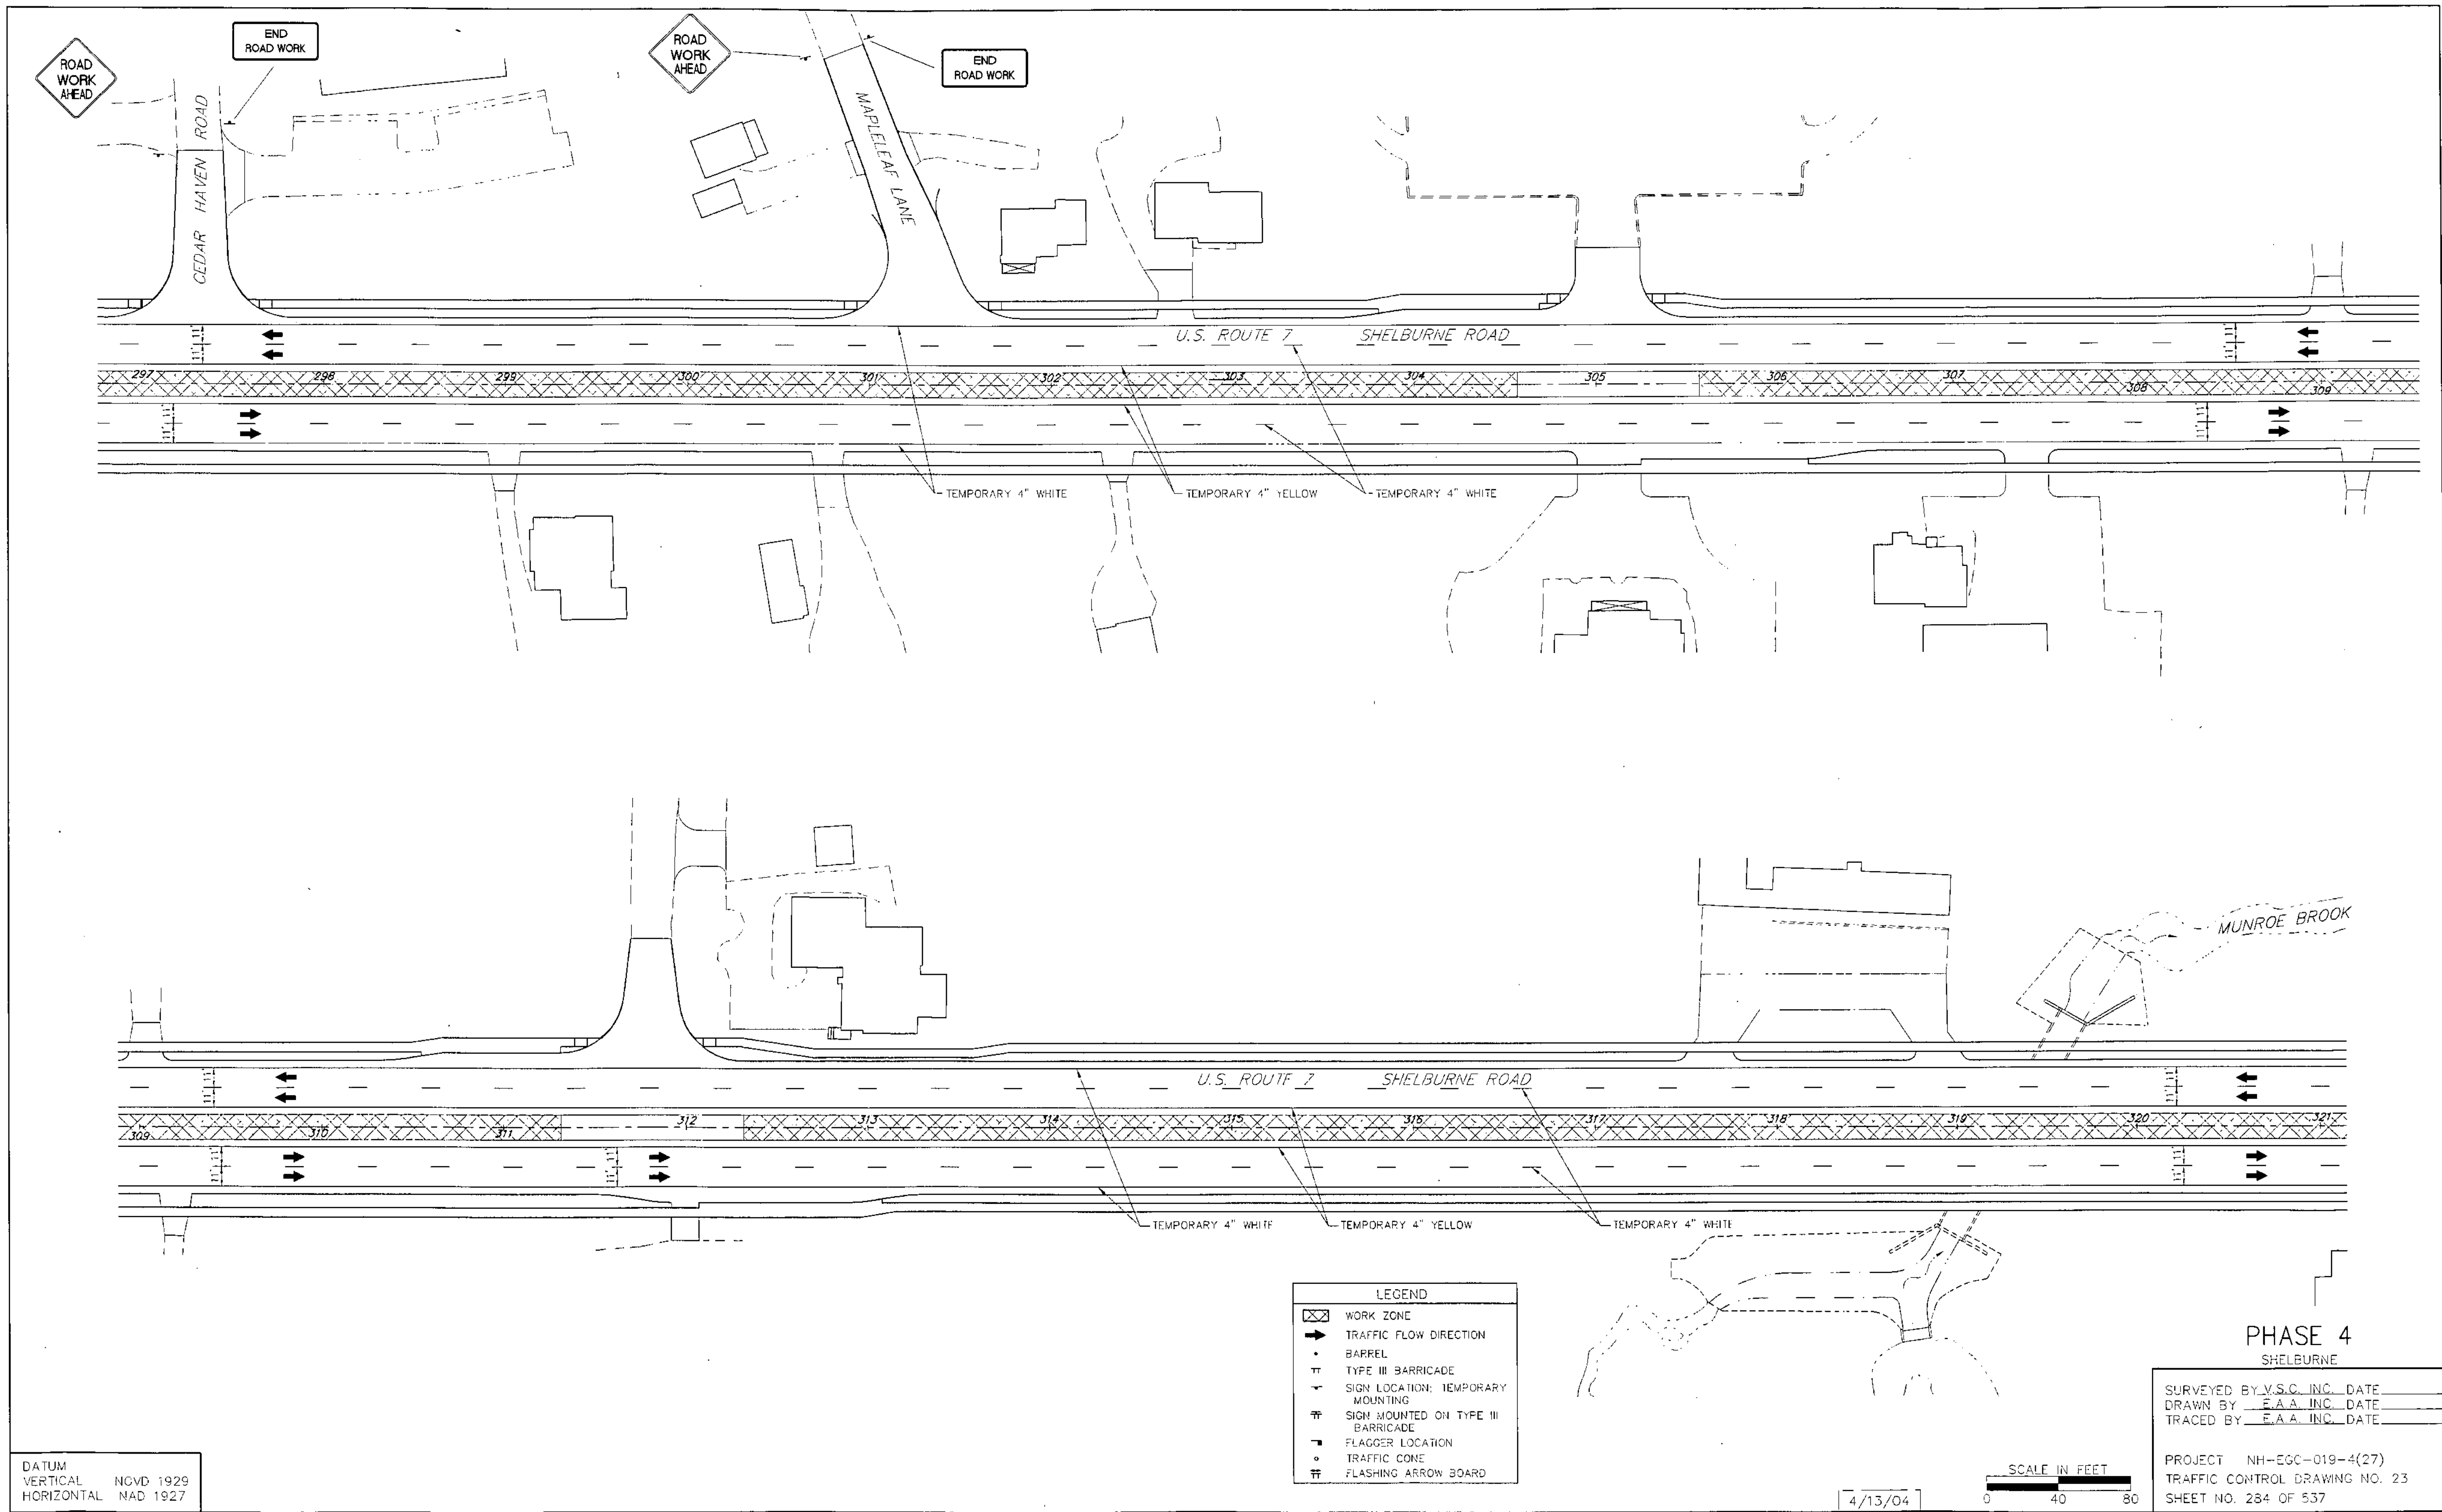 ROAD
WORK
AHEAD
END
ROAD WORK
ROAD
WORK
AHEAD
END
ROAD WORK
CEDAR HAVEN ROAD
MAPLELEAF LANE
U.S. ROUTE 7 SHELBURNE ROAD
297 298 299 300 301 302 303 304 305 306 307 308 309
TEMPORARY 4" WHITE
TEMPORARY 4" YELLOW
TEMPORARY 4" WHITE
MUNROE BROOK
U.S. ROUTE 7 SHELBURNE ROAD
309 310 311 312 313 314 315 316 317 318 319 320 321
TEMPORARY 4" WHITE
TEMPORARY 4" YELLOW
TEMPORARY 4" WHITE
LEGEND
WORK ZONE
TRAFFIC FLOW DIRECTION
BARREL
TYPE III BARRICADE
SIGN LOCATION; TEMPORARY
MOUNTING
SIGN MOUNTED ON TYPE III
BARRICADE
FLAGGER LOCATION
TRAFFIC CONE
FLASHING ARROW BOARD
PHASE 4
SHELBURNE
SURVEYED BY V.S.C. INC. DATE
DRAWN BY E.A.A. INC. DATE
TRACED BY E.A.A. INC. DATE
PROJECT NH-EGC-019-4(27)
TRAFFIC CONTROL DRAWING NO. 23
SHEET NO. 284 OF 537
SCALE IN FEET
0 40 80
4/13/04
DATUM
VERTICAL NGVD 1929
HORIZONTAL NAD 1927